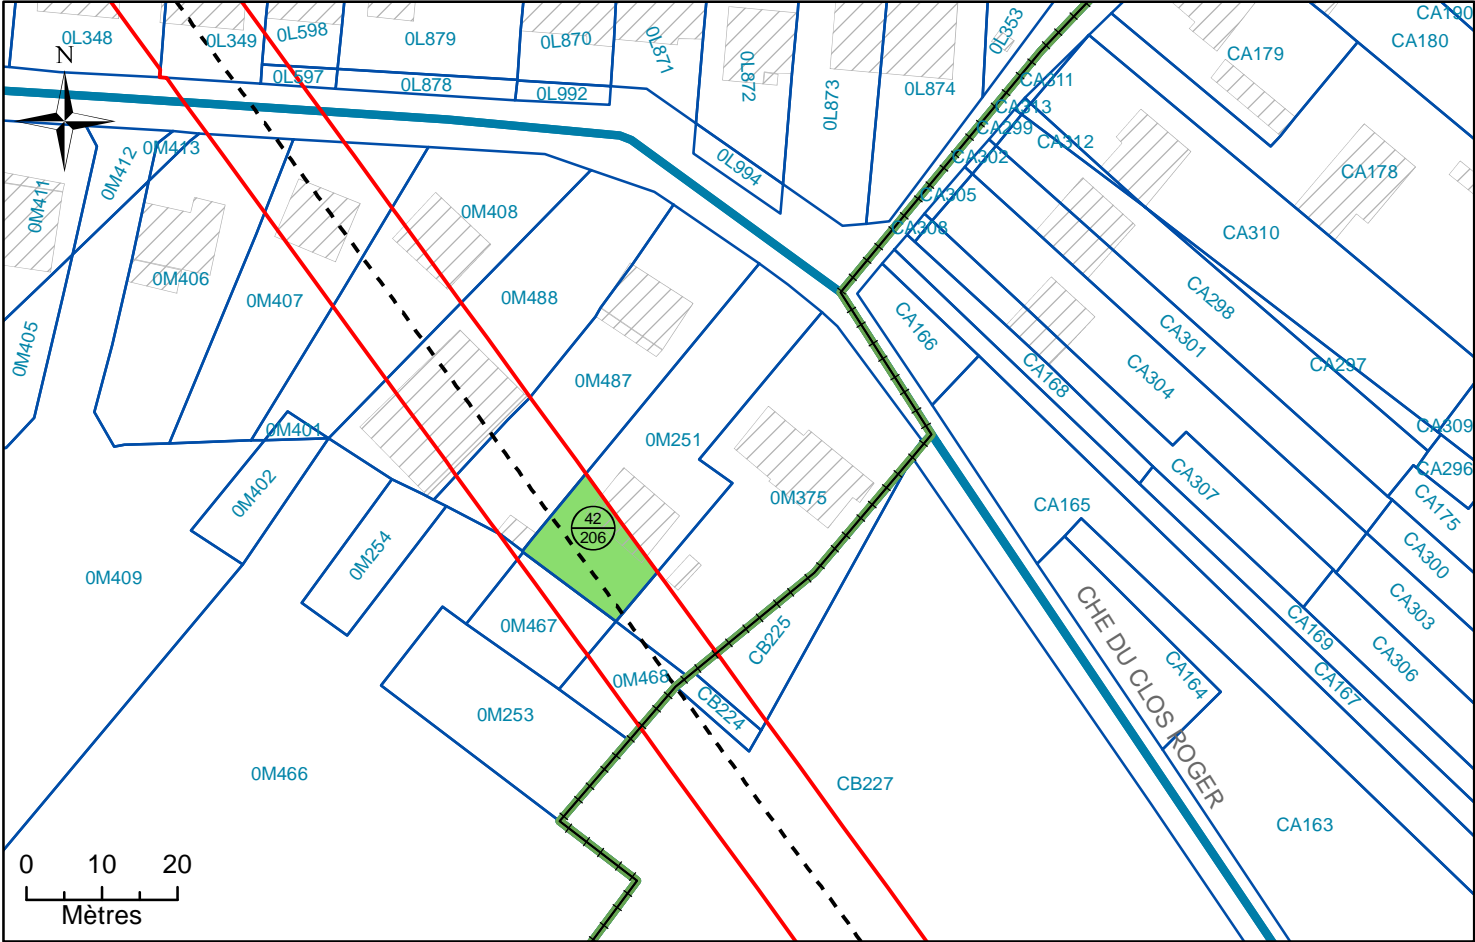 0L348
0L349
0L598
0L879
0L870
0L871
0L353
CA190
CA180
CA179
N
0L597
0L878
0L992
0L872
0L873
0L874
CA311
CA313
CA299
CA312
CA302
0M413
0M412
0L994
CA178
0M411
CA305
CA308
0M408
CA310
0M406
0M407
0M488
CA298
CA166
CA301
0M405
0M487
CA168
CA304
CA297
0M401
0M251
CA309
0M402
0M375
CA307
CA296
CA165
CA175
42
206
0M254
CA300
0M409
CA303
0M467
CB225
CA169
CA306
0M468
CA164
CA167
0M253
CB224
CHE DU CLOS ROGER
0M466
CB227
CA163
0 10 20
Mètres